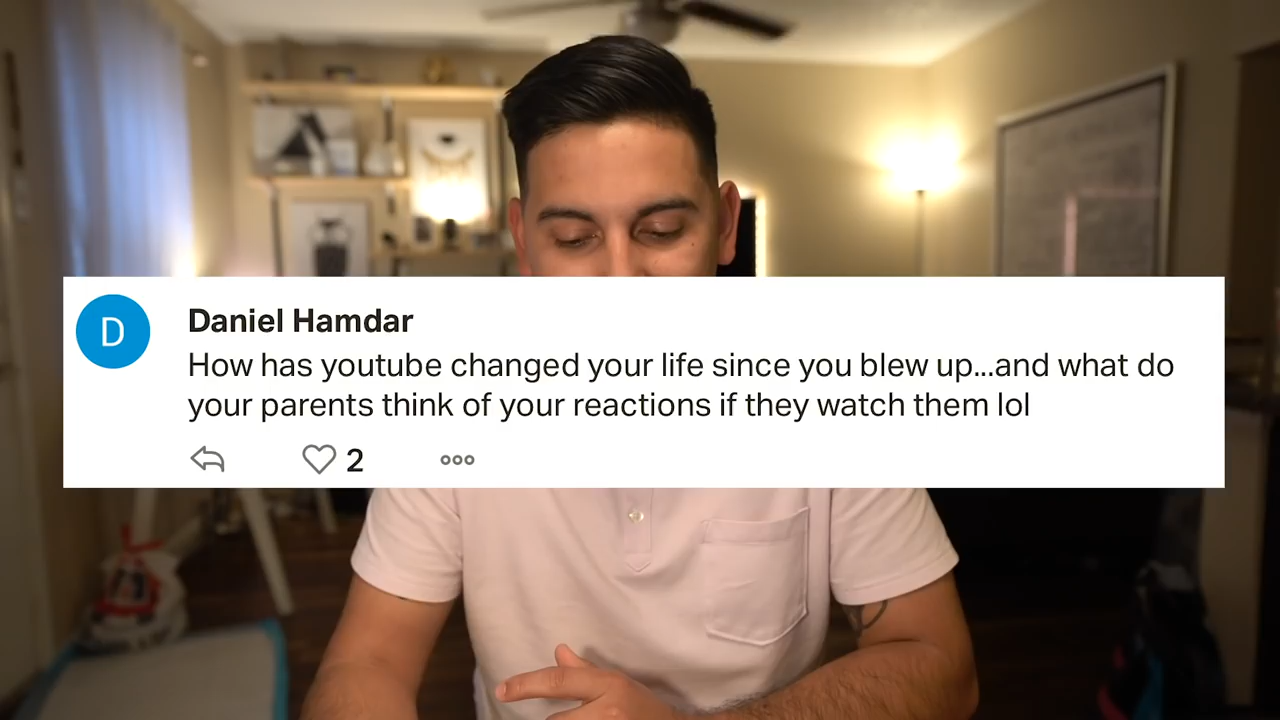 D
Daniel Hamdar
How has youtube changed your life since you blew up...and what do
your parents think of your reactions if they watch them lol
2